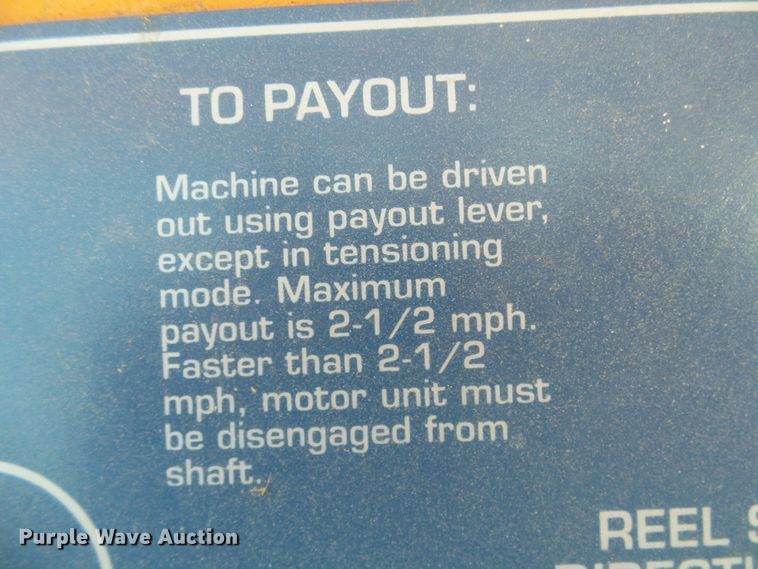 TO PAYOUT:
Machine can be driven
out using payout lever,
except in tensioning
mode. Maximum
payout is 2-1/2 mph.
Faster than 2-1/2
mph, motor unit must
be disengaged from
shaft.
REEL
Purple Wave Auction